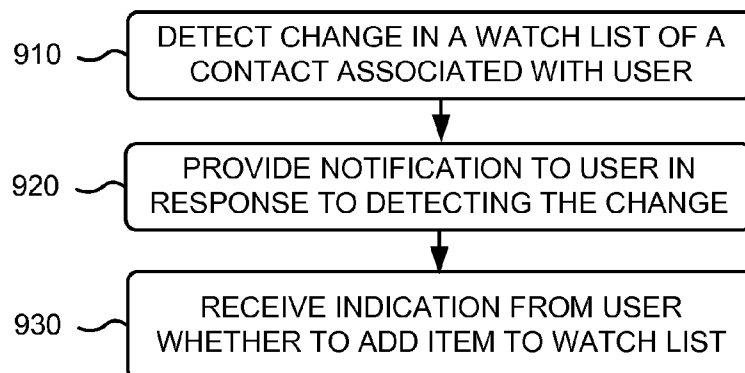 910
DETECT CHANGE IN A WATCH LIST OF A
CONTACT ASSOCIATED WITH USER
920
PROVIDE NOTIFICATION TO USER IN
RESPONSE TO DETECTING THE CHANGE
930
RECEIVE INDICATION FROM USER
WHETHER TO ADD ITEM TO WATCH LIST